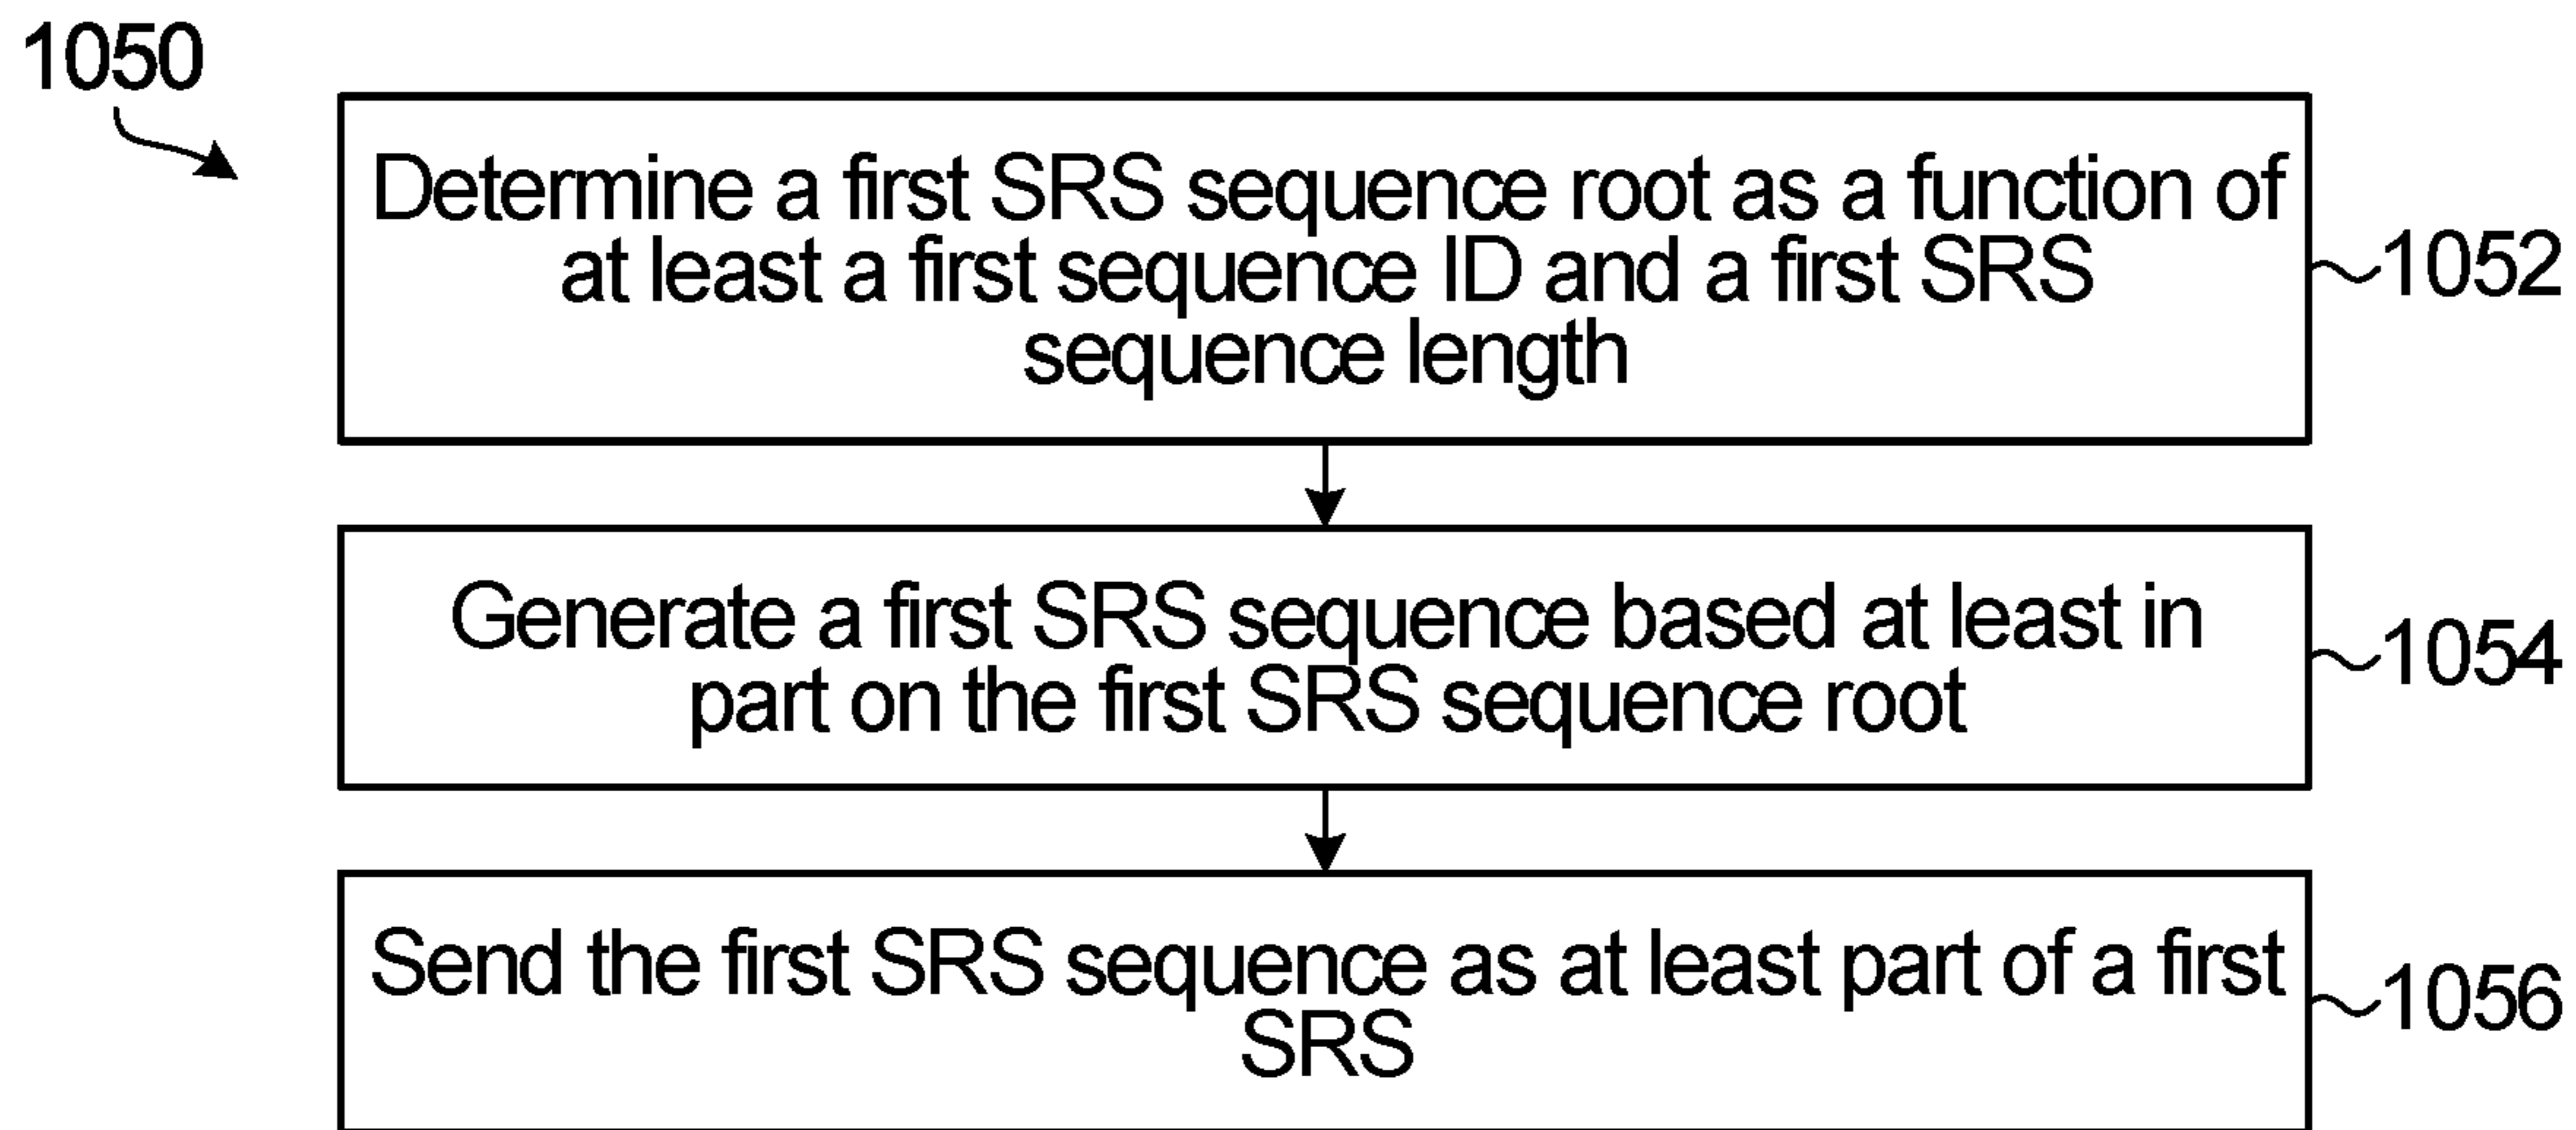 1050
Determine a first SRS sequence root as a function of
at least a first sequence ID and a first SRS
sequence length
1052
Generate a first SRS sequence based at least in
part on the first SRS sequence root
1054
Send the first SRS sequence as at least part of a first
SRS
1056